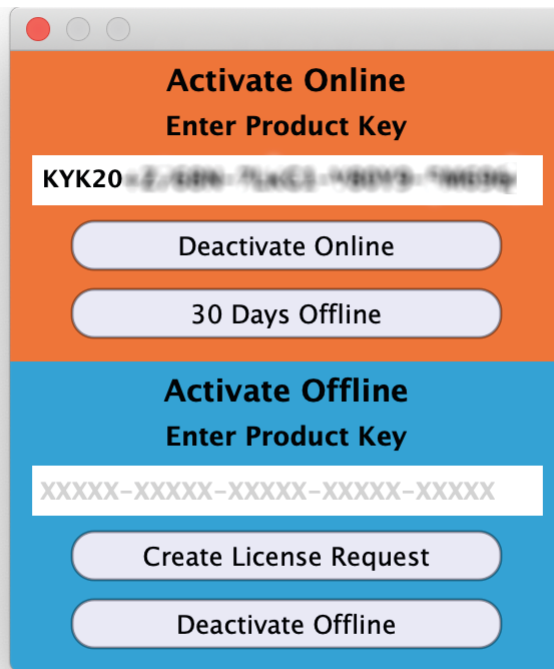 Activate Online
Enter Product Key
KYK20
Deactivate Online
30 Days Offline
Activate Offline
Enter Product Key
XXXXX-XXXXX-XXXXX-XXXXX-XXXXX
Create License Request
Deactivate Offline